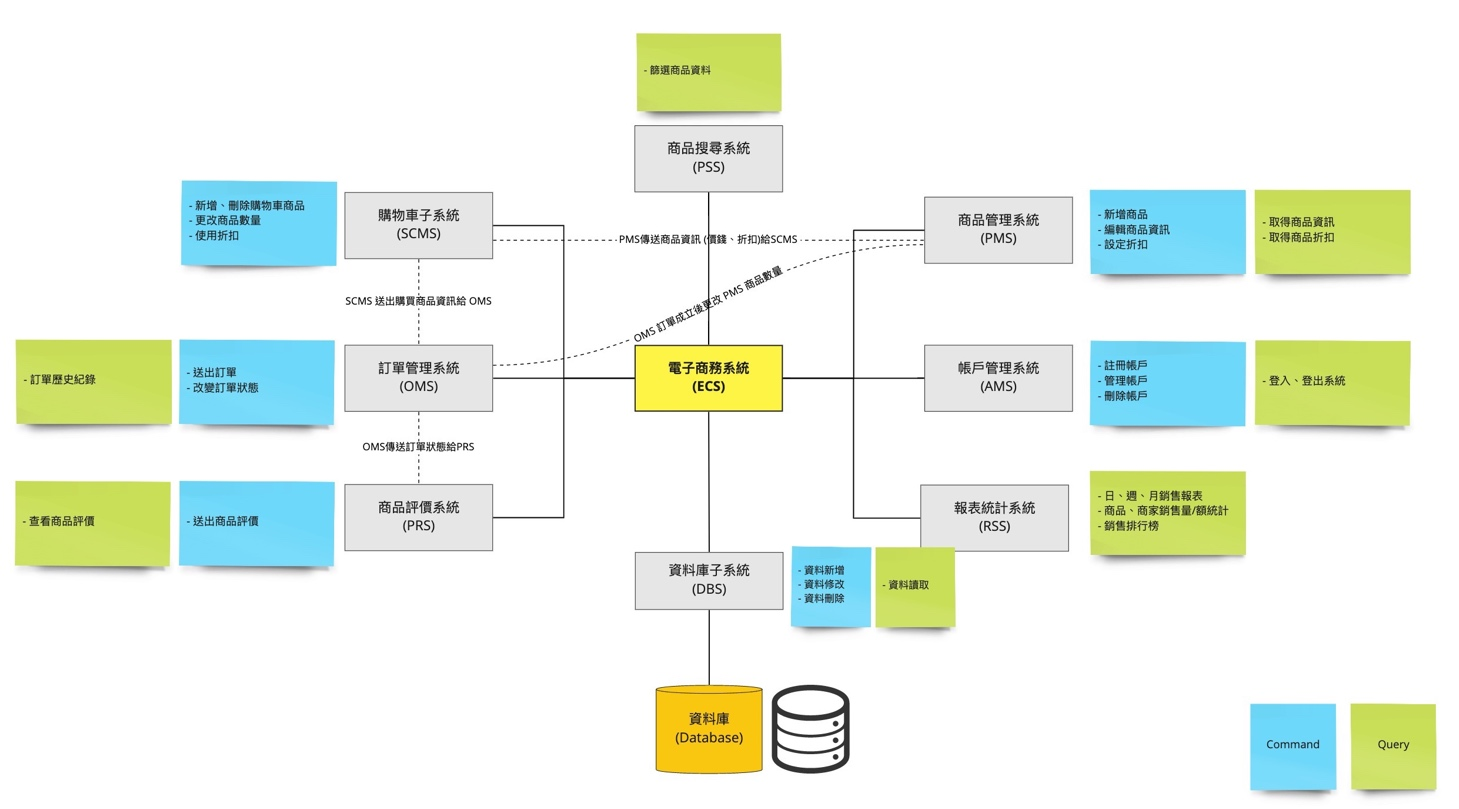 - 篩選商品資料
商品搜尋系統
(PSS)
- 新增、刪除購物車商品
- 更改商品數量
- 使用折扣
購物車子系統
(SCMS)
PMS傳送商品資訊 (價錢、折扣)給SCMS
商品管理系統
(PMS)
- 新增商品
- 編輯商品資訊
- 設定折扣
- 取得商品資訊
- 取得商品折扣
SCMS 送出購買商品資訊給 OMS
OMS 訂單成立後更改 PMS 商品數量
- 訂單歷史紀錄
- 送出訂單
- 改變訂單狀態
訂單管理系統
(OMS)
電子商務系統
(ECS)
帳戶管理系統
(AMS)
- 註冊帳戶
- 管理帳戶
- 刪除帳戶
- 登入、登出系統
OMS傳送訂單狀態給PRS
- 查看商品評價
- 送出商品評價
商品評價系統
(PRS)
報表統計系統
(RSS)
- 日、週、月銷售報表
- 商品、商家銷售量/額統計
- 銷售排行榜
資料庫子系統
(DBS)
- 資料新增
- 資料修改
- 資料刪除
- 資料讀取
資料庫
(Database)
Command
Query